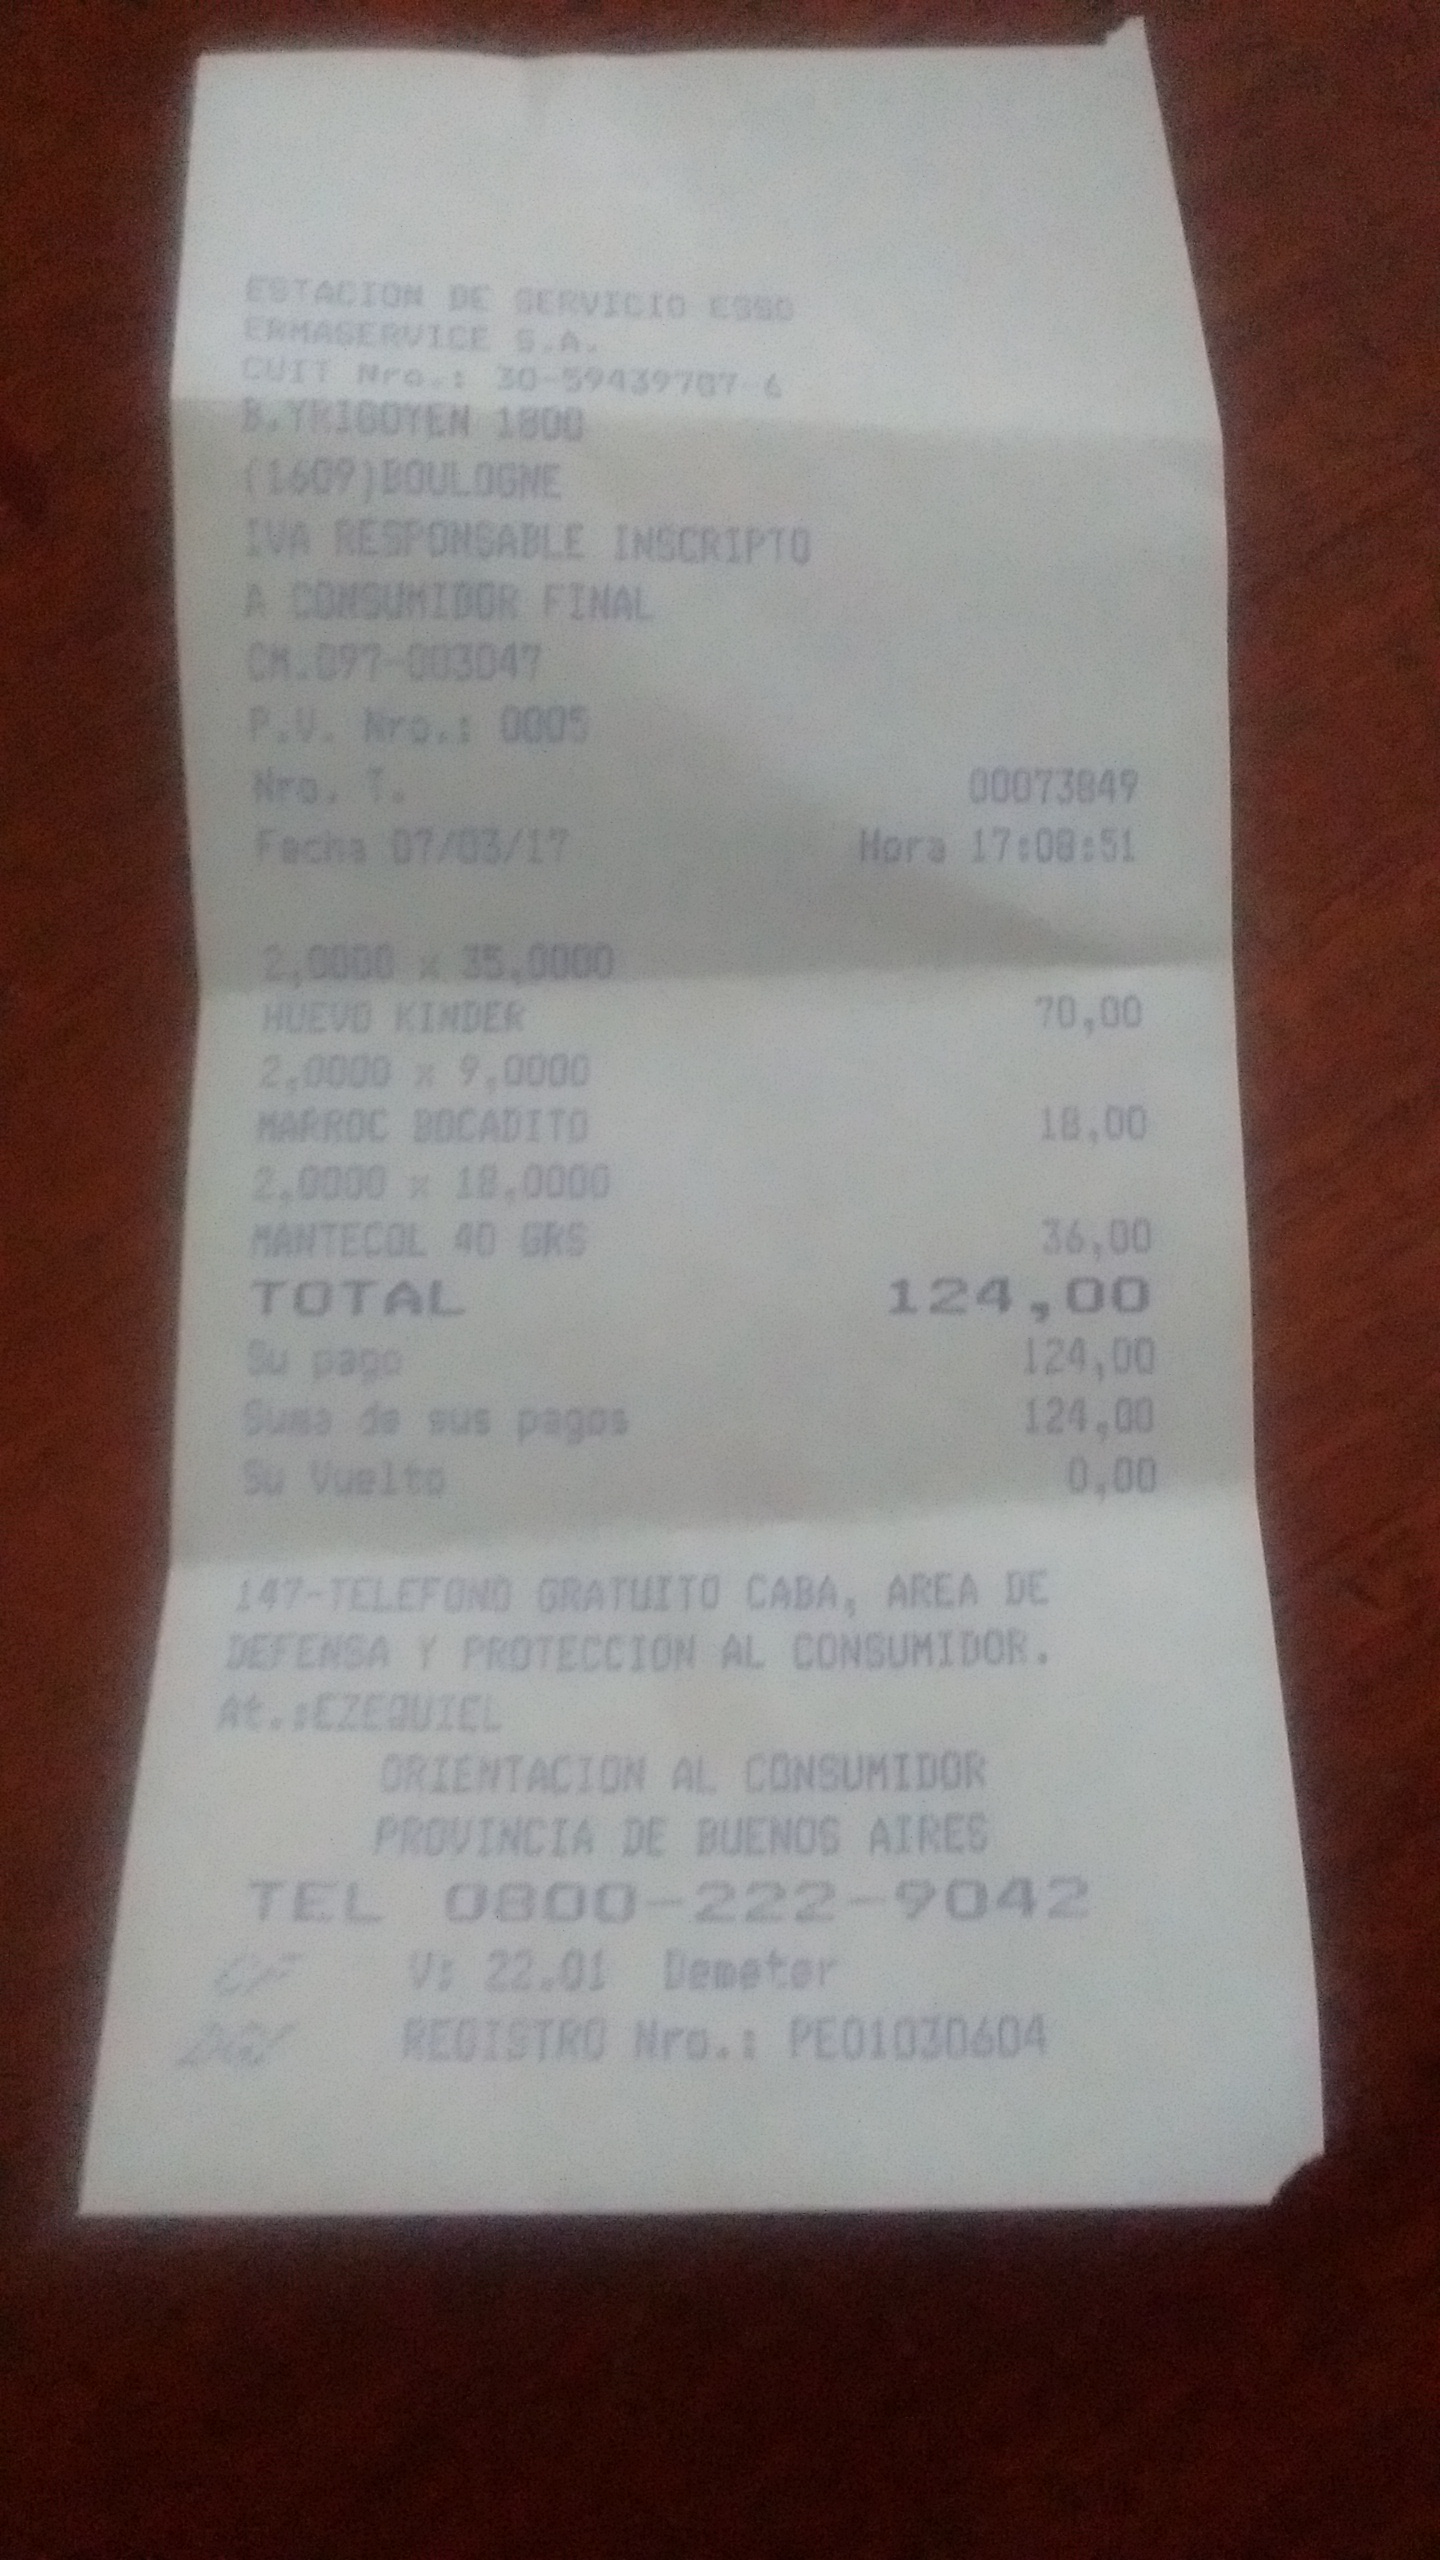 ESTACION DE SERVICIO ESSO
ERMASERVICE S.A.
CUIT Nro.: 30-59439707-6
B.YRIGOYEN 1800
(1609)BOULOGNE
IVA RESPONSABLE INSCRIPTO
A CONSUMIDOR FINAL
CM.097-003047
P.V. Nro.: 0005
Nro. T. 00073849
Fecha 07/03/17 Hora 17:08:51
2,0000 x 35,0000
HUEVO KINDER 70,00
2,0000 x 9,0000
MARROC BOCADITO 18,00
2,0000 x 18,0000
MANTECOL 40 GRS 36,00
TOTAL 124,00
Su pago 124,00
Suma de sus pagos 124,00
Su Vuelto 0,00
147-TELEFONO GRATUITO CABA, AREA DE
DEFENSA Y PROTECCION AL CONSUMIDOR.
At.:EZEQUIEL
ORIENTACION AL CONSUMIDOR
PROVINCIA DE BUENOS AIRES
TEL 0800-222-9042
CF V: 22.01 Demeter
DGI REGISTRO Nro.: PEO1030604